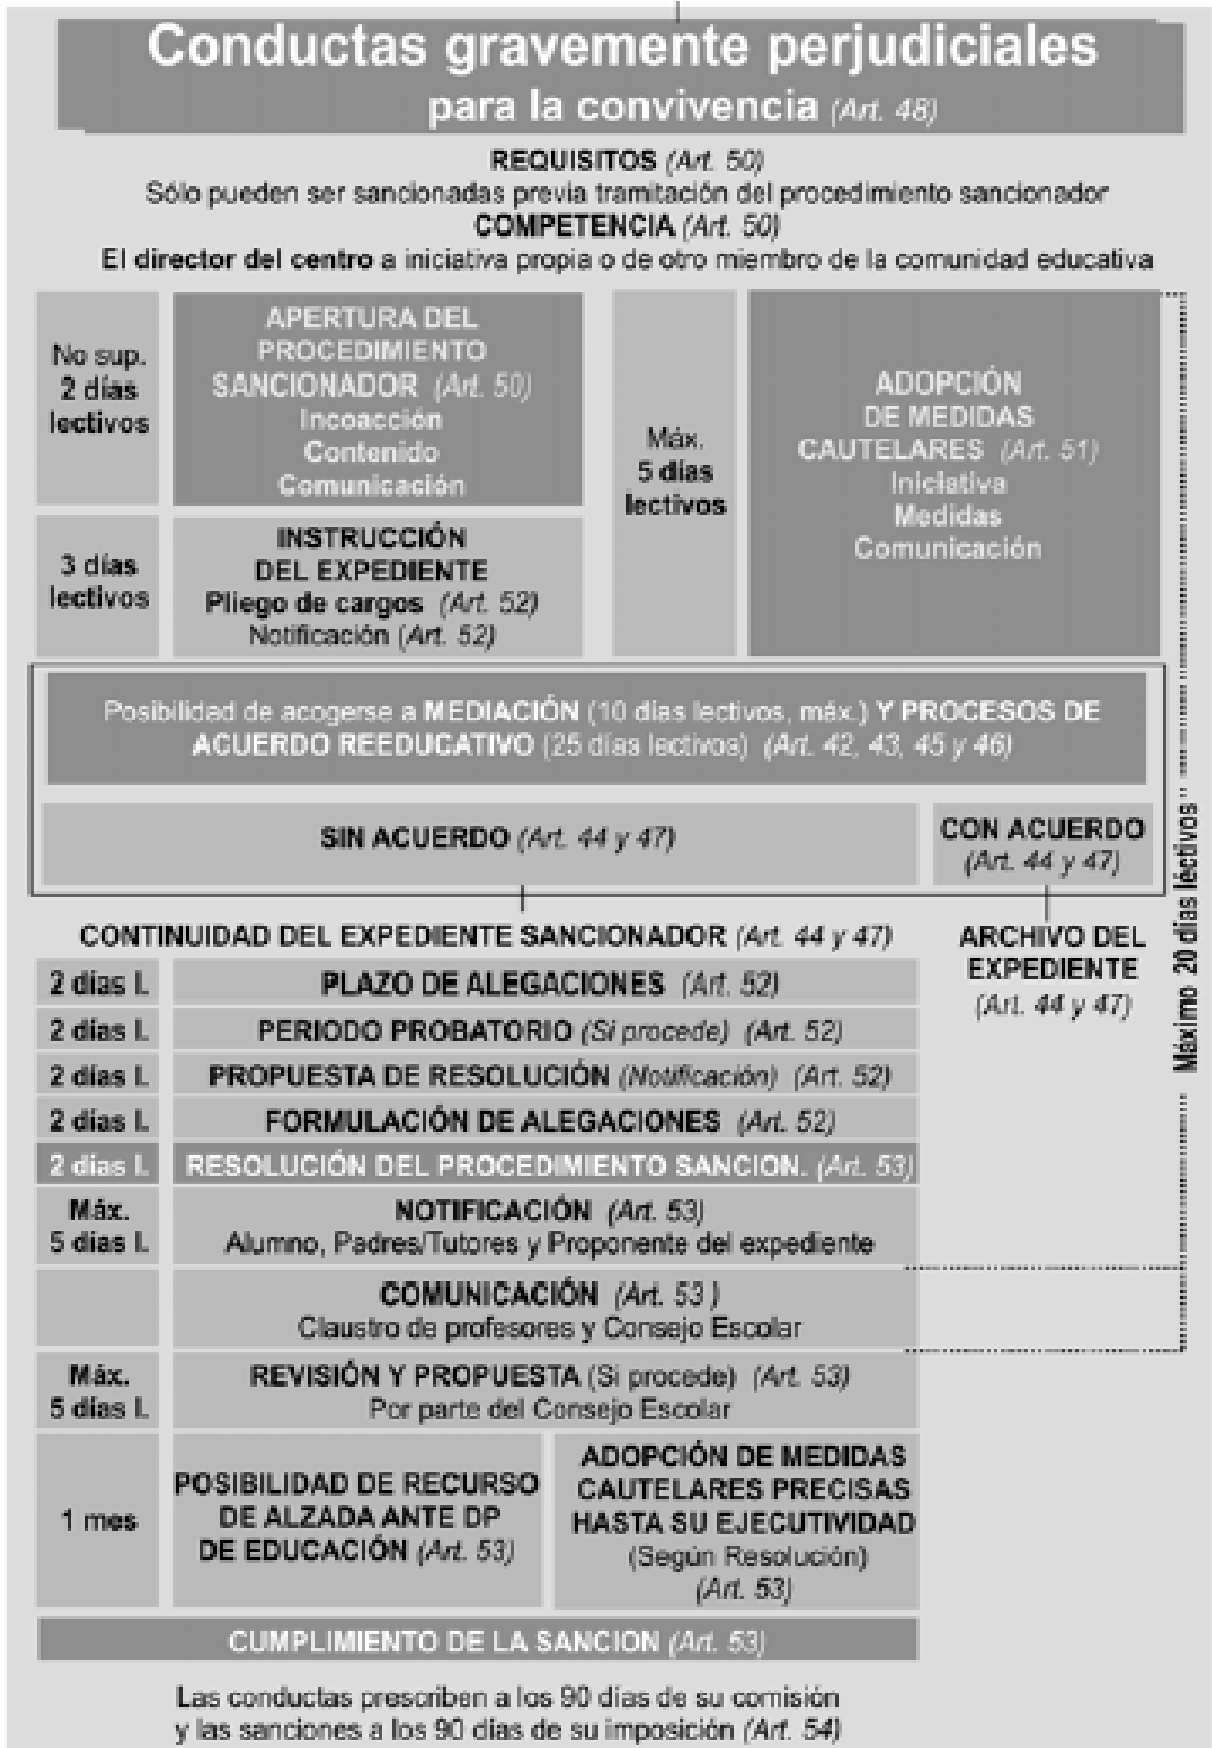 Conductas gravemente perjudiciales
para la convivencia (Art. 48)
REQUISITOS (Art. 50)
Sólo pueden ser sancionadas previa tramitación del procedimiento sancionador
COMPETENCIA (Art. 50)
El director del centro a iniciativa propia o de otro miembro de la comunidad educativa
No sup.
2 días
lectivos
APERTURA DEL
PROCEDIMIENTO
SANCIONADOR (Art. 50)
Incoacción
Contenido
Comunicación
Máx.
5 días
lectivos
ADOPCIÓN
DE MEDIDAS
CAUTELARES (Art. 51)
Iniciativa
Medidas
Comunicación
3 días
lectivos
INSTRUCCIÓN
DEL EXPEDIENTE
Pliego de cargos (Art. 52)
Notificación (Art. 52)
Posibilidad de acogerse a MEDIACIÓN (10 días lectivos, máx.) Y PROCESOS DE
ACUERDO REEDUCATIVO (25 días lectivos) (Art. 42, 43, 45 y 46)
SIN ACUERDO (Art. 44 y 47)
CON ACUERDO
(Art. 44 y 47)
Máximo 20 días léctivos
CONTINUIDAD DEL EXPEDIENTE SANCIONADOR (Art. 44 y 47)
ARCHIVO DEL
EXPEDIENTE
(Art. 44 y 47)
2 días l. PLAZO DE ALEGACIONES (Art. 52)
2 días l. PERIODO PROBATORIO (Si procede) (Art. 52)
2 días l. PROPUESTA DE RESOLUCIÓN (Notificación) (Art. 52)
2 días l. FORMULACIÓN DE ALEGACIONES (Art. 52)
2 días l. RESOLUCIÓN DEL PROCEDIMIENTO SANCION. (Art. 53)
Máx.
5 días l.
NOTIFICACIÓN (Art. 53)
Alumno, Padres/Tutores y Proponente del expediente
COMUNICACIÓN (Art. 53 )
Claustro de profesores y Consejo Escolar
Máx.
5 días l.
REVISIÓN Y PROPUESTA (Si procede) (Art. 53)
Por parte del Consejo Escolar
1 mes
POSIBILIDAD DE RECURSO
DE ALZADA ANTE DP
DE EDUCACIÓN (Art. 53)
ADOPCIÓN DE MEDIDAS
CAUTELARES PRECISAS
HASTA SU EJECUTIVIDAD
(Según Resolución)
(Art. 53)
CUMPLIMIENTO DE LA SANCION (Art. 53)
Las conductas prescriben a los 90 días de su comisión
y las sanciones a los 90 días de su imposición (Art. 54)